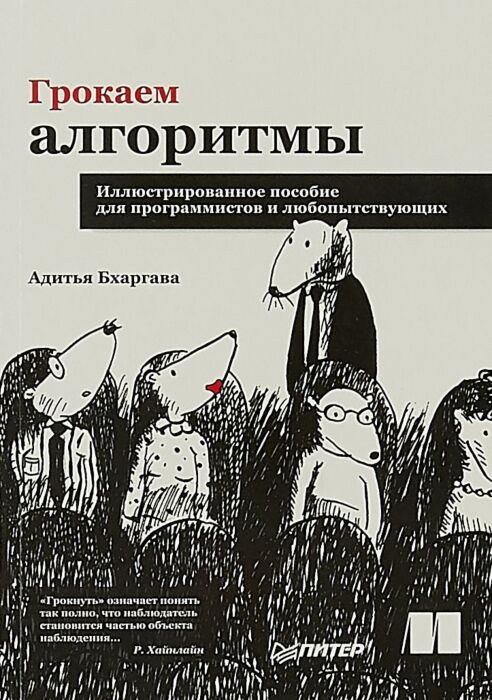 Грокаем
алгоритмы
Иллюстрированное пособие
для программистов и любопытствующих
Адитья Бхаргава
«Грокнуть» означает понять
так полно, что наблюдатель
становится частью объекта
наблюдения...
Р. Хайнлайн
ПИТЕР